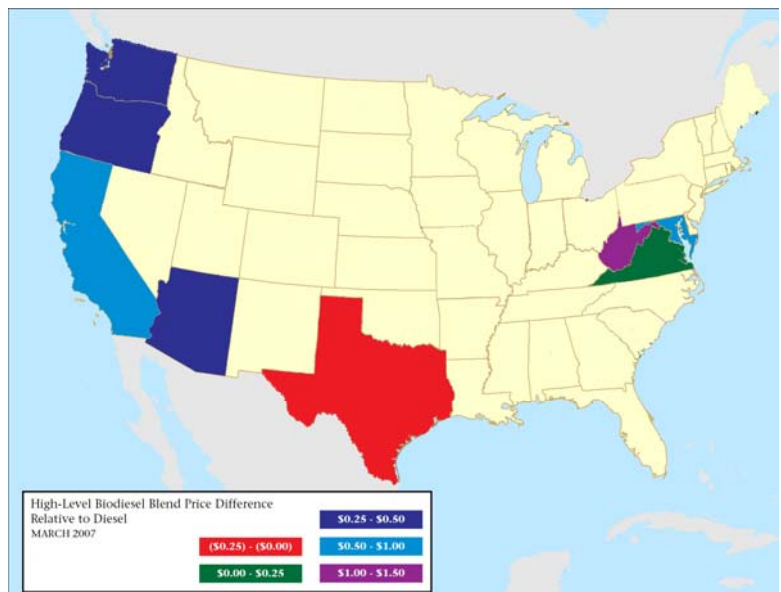 High-Level Biodiesel Blend Price Difference
Relative to Diesel
MARCH 2007
$0.25 - $0.50
($0.25) - ($0.00)
$0.50 - $1.00
$0.00 - $0.25
$1.00 - $1.50